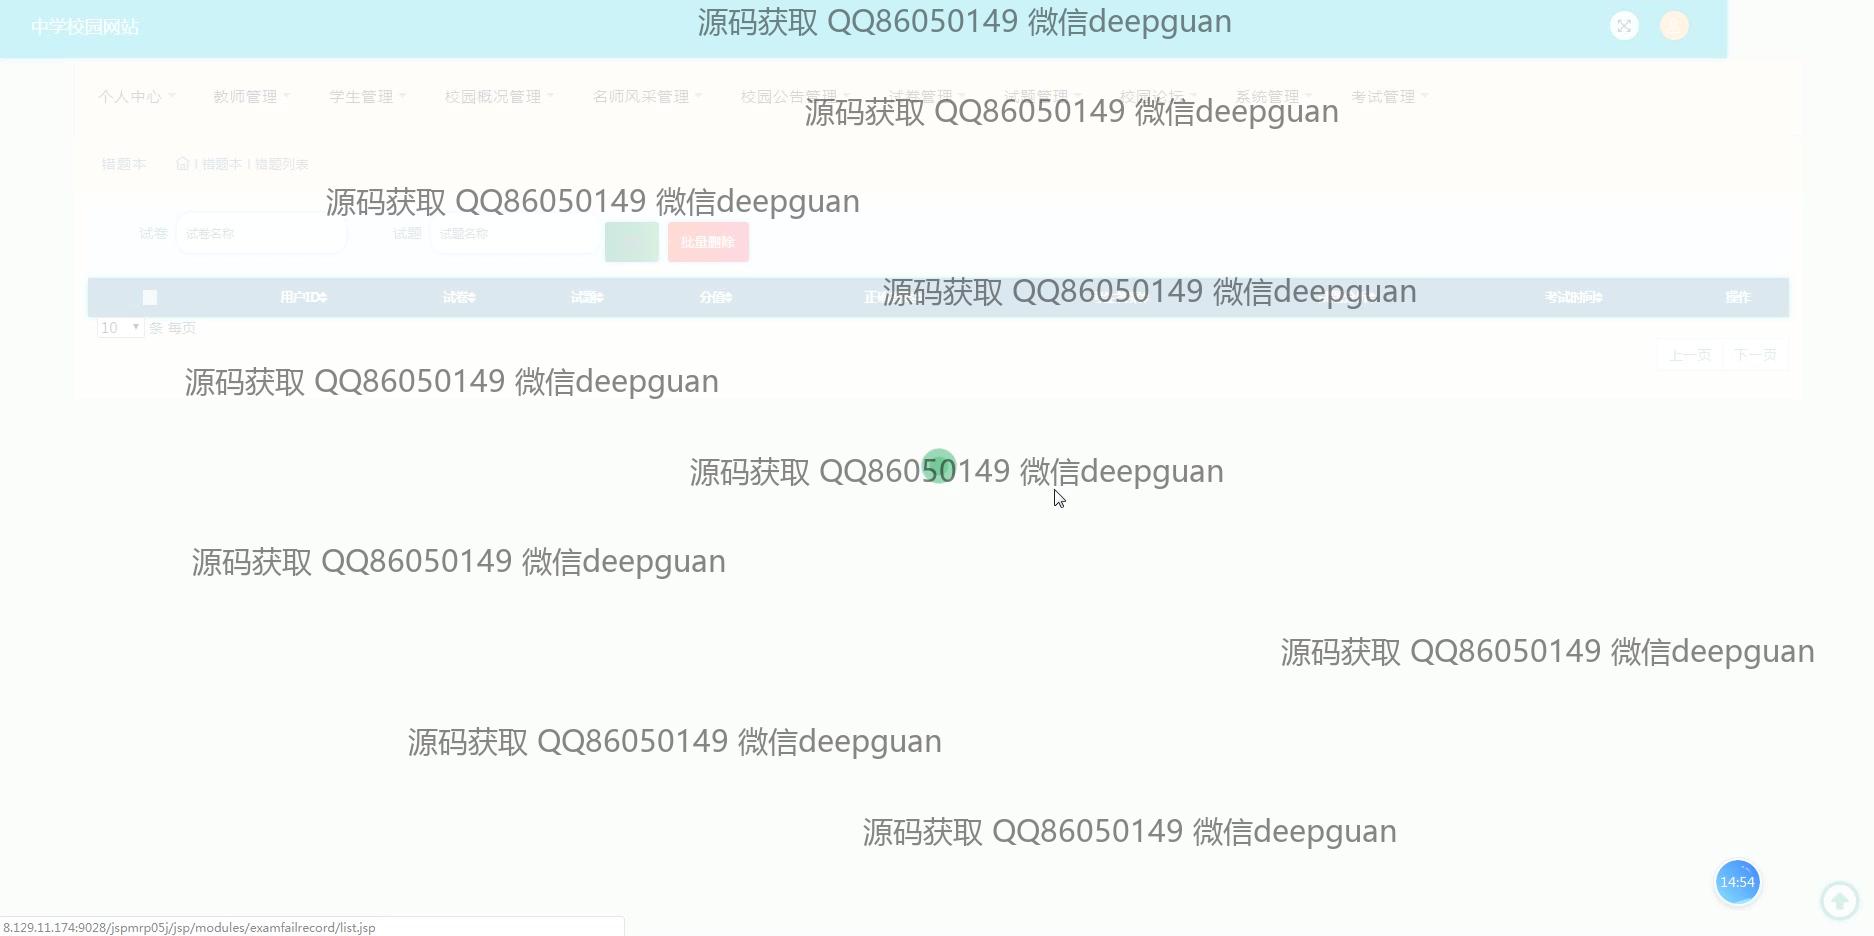 中学校园网站
源码获取 QQ86050149 微信deepguan
个人中心 教师管理 学生管理 校园概况管理 名师风采管理 校园公告管理 试卷管理 试题管理 校园论坛 系统管理 考试管理
源码获取 QQ86050149 微信deepguan
错题本 | 错题本 | 错题列表
源码获取 QQ86050149 微信deepguan
试卷 试卷名称 试题 试题名称 批量删除
用户ID 试卷 试题 分值 考试时间 操作
源码获取 QQ86050149 微信deepguan
10 条 每页
上一页 下一页
源码获取 QQ86050149 微信deepguan
源码获取 QQ86050149 微信deepguan
源码获取 QQ86050149 微信deepguan
源码获取 QQ86050149 微信deepguan
源码获取 QQ86050149 微信deepguan
源码获取 QQ86050149 微信deepguan
14:54
8.129.11.174:9028/jspmrp05j/jsp/modules/examfailrecord/list.jsp